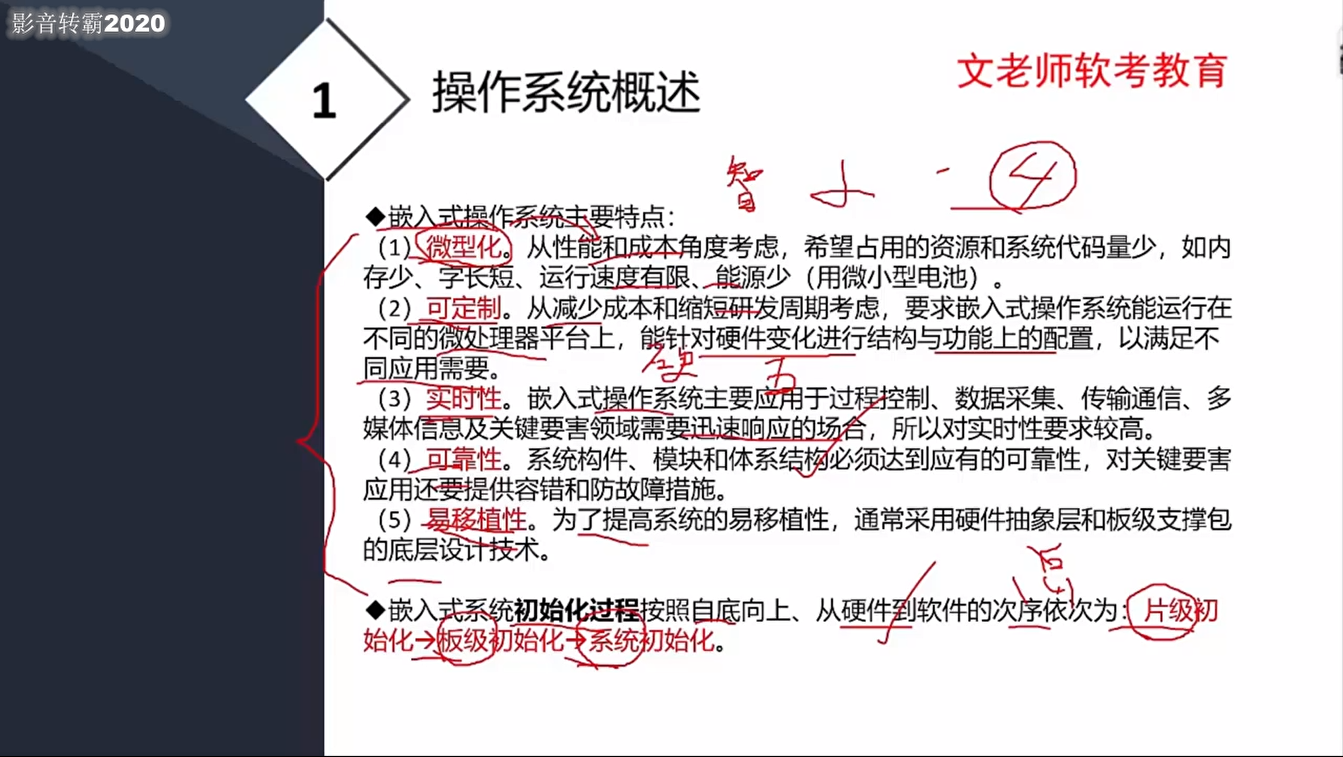 影音转霸2020
1
操作系统概述
文老师软考教育
智 小 - ④
◆嵌入式操作系统主要特点：
（1）微型化。从性能和成本角度考虑，希望占用的资源和系统代码量少，如内
存少、字长短、运行速度有限、能源少（用微小型电池）。
（2）可定制。从减少成本和缩短研发周期考虑，要求嵌入式操作系统能运行在
不同的微处理器平台上，能针对硬件变化进行结构与功能上的配置，以满足不
同应用需要。
（3）实时性。嵌入式操作系统主要应用于过程控制、数据采集、传输通信、多
媒体信息及关键要害领域需要迅速响应的场合，所以对实时性要求较高。
（4）可靠性。系统构件、模块和体系结构必须达到应有的可靠性，对关键要害
应用还要提供容错和防故障措施。
（5）易移植性。为了提高系统的易移植性，通常采用硬件抽象层和板级支撑包
的底层设计技术。
◆嵌入式系统初始化过程按照自底向上、从硬件到软件的次序依次为：片级初
始化→板级初始化→系统初始化。